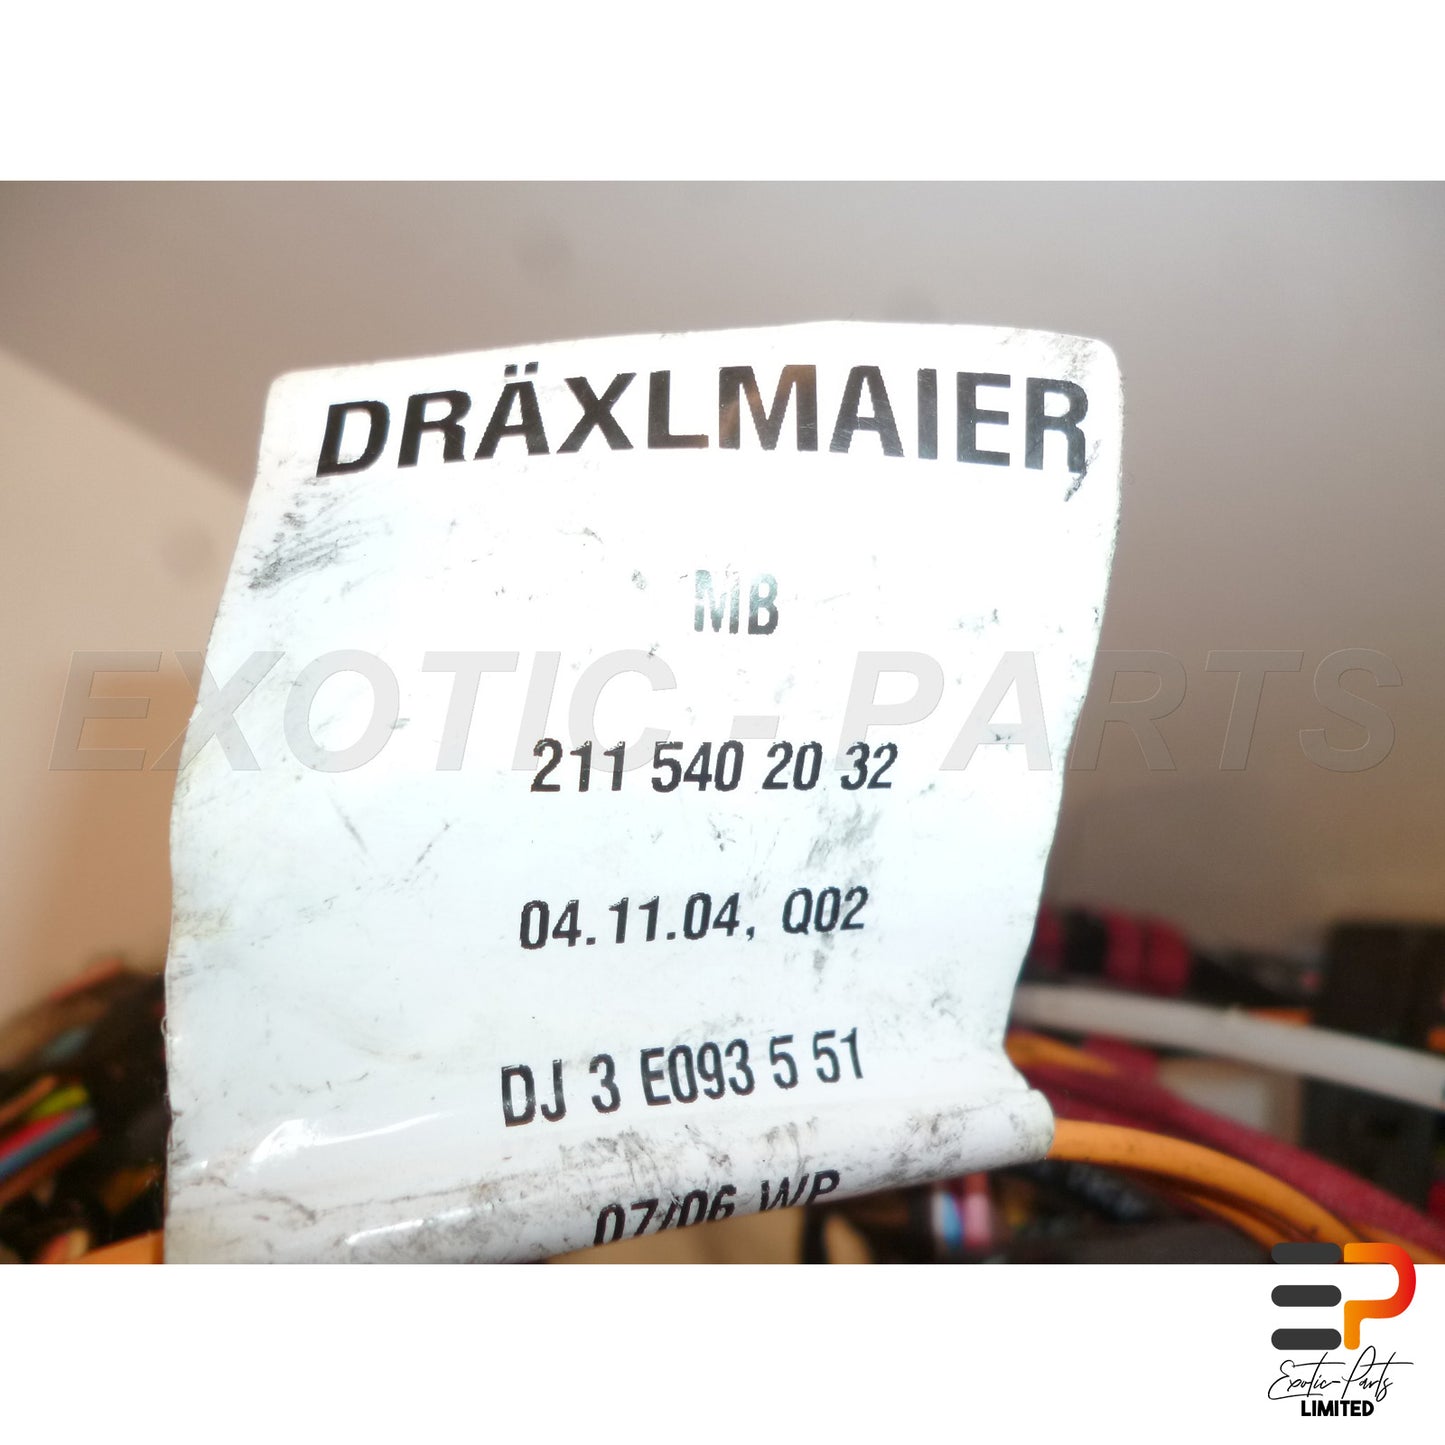 DRÄXLMAIER
MB
EXOTIC - PARTS
211 540 20 32
04.11.04, Q02
DJ 3 E093 5 51
07/06 WP
EP
Exotic-Parts
LIMITED